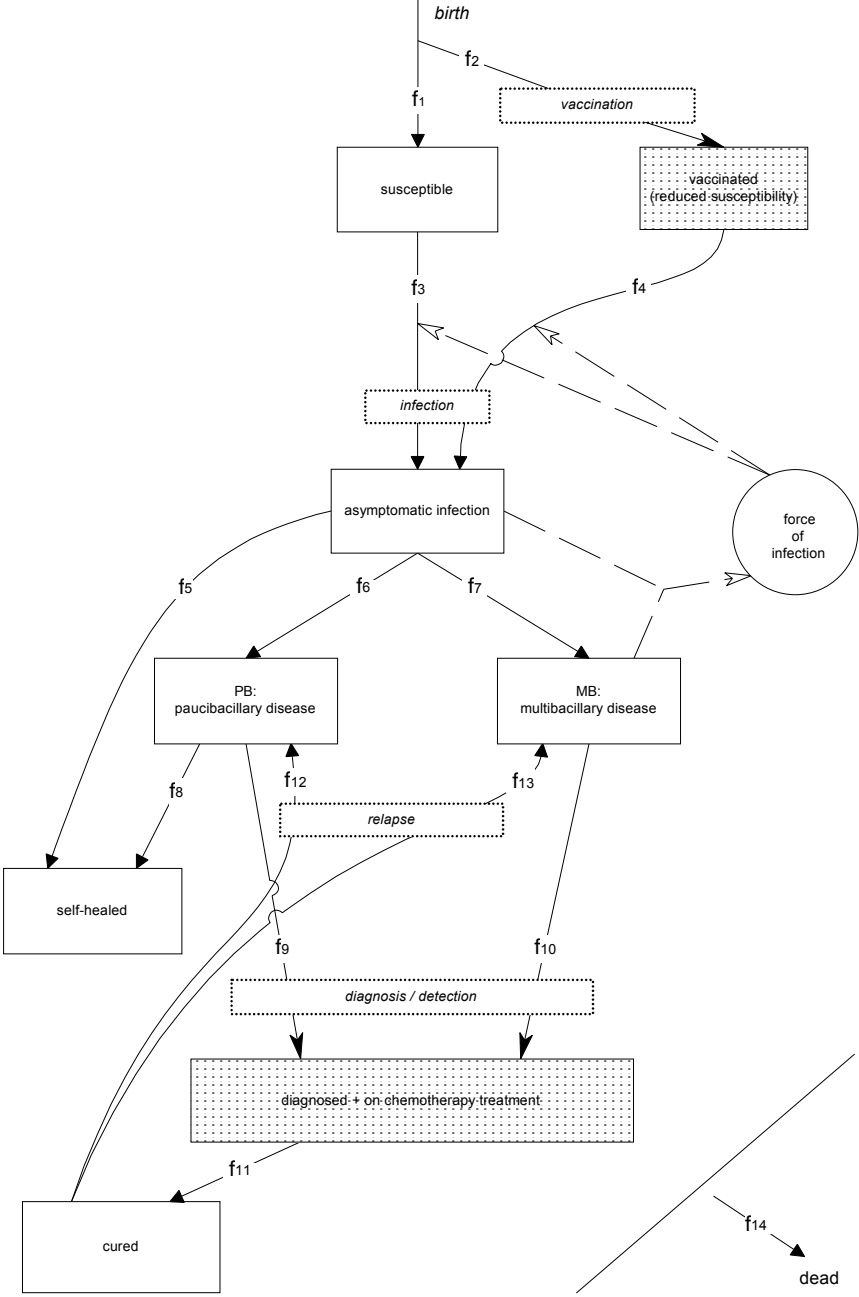 birth
f2
f1
vaccination
susceptible
vaccinated
(reduced susceptibility)
f3
f4
infection
asymptomatic infection
force
of
infection
f5
f6
f7
PB:
paucibacillary disease
MB:
multibacillary disease
f8
f12
f13
relapse
self-healed
f9
f10
diagnosis / detection
diagnosed + on chemotherapy treatment
f11
cured
f14
dead